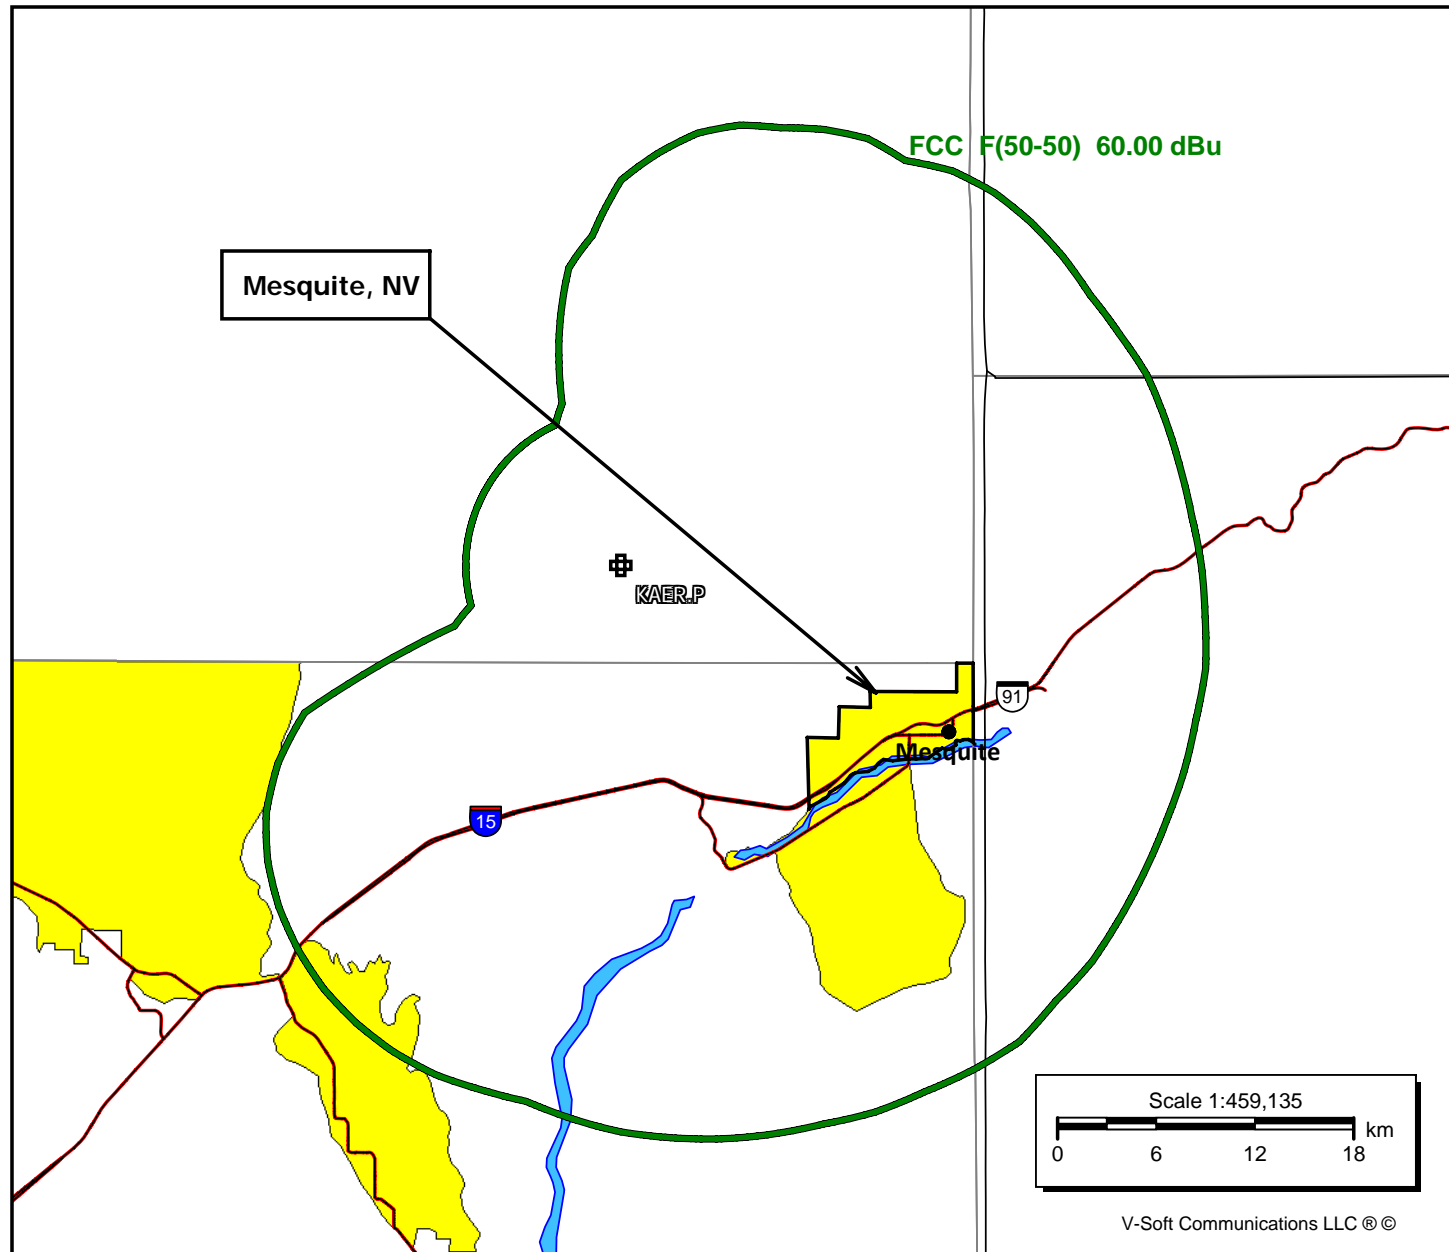 FCC F(50-50) 60.00 dBu
Mesquite, NV
KAER.P
91
Mesquite
15
Scale 1:459,135
km
0 6 12 18
V-Soft Communications LLC ® ©